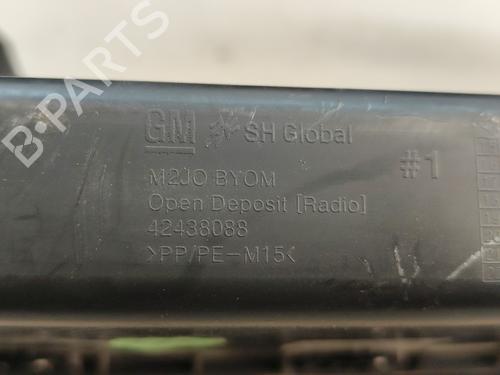 B-PARTS
GM SH Global
M2JO BYOM #1
Open Deposit [Radio]
42438088
>PP/PE-M15<